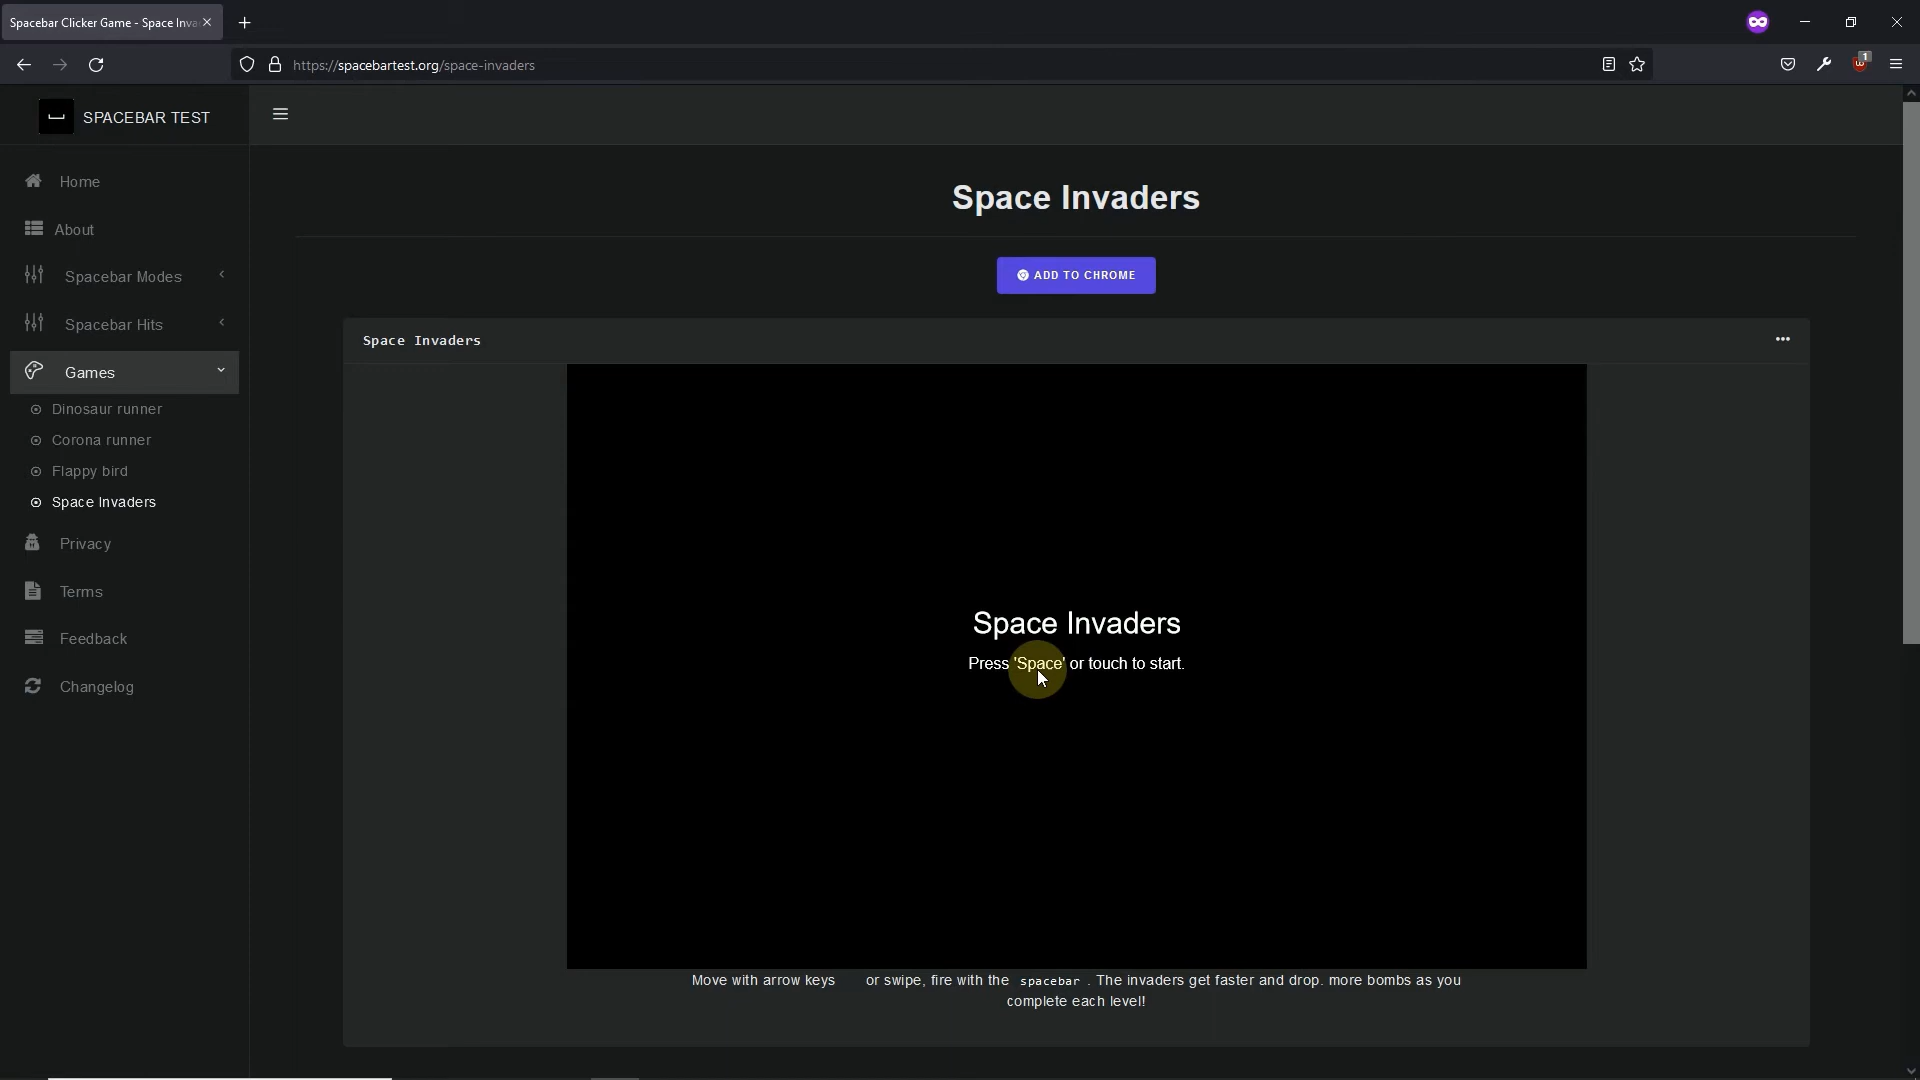 Spacebar Clicker Game - Space Inva
https://spacebartest.org/space-invaders
1
SPACEBAR TEST
Home
About
Spacebar Modes
Spacebar Hits
Games
Dinosaur runner
Corona runner
Flappy bird
Space Invaders
Privacy
Terms
Feedback
Changelog
Space Invaders
ADD TO CHROME
Space Invaders
Space Invaders
Press 'Space' or touch to start.
Move with arrow keys or swipe, fire with the spacebar . The invaders get faster and drop. more bombs as you
complete each level!